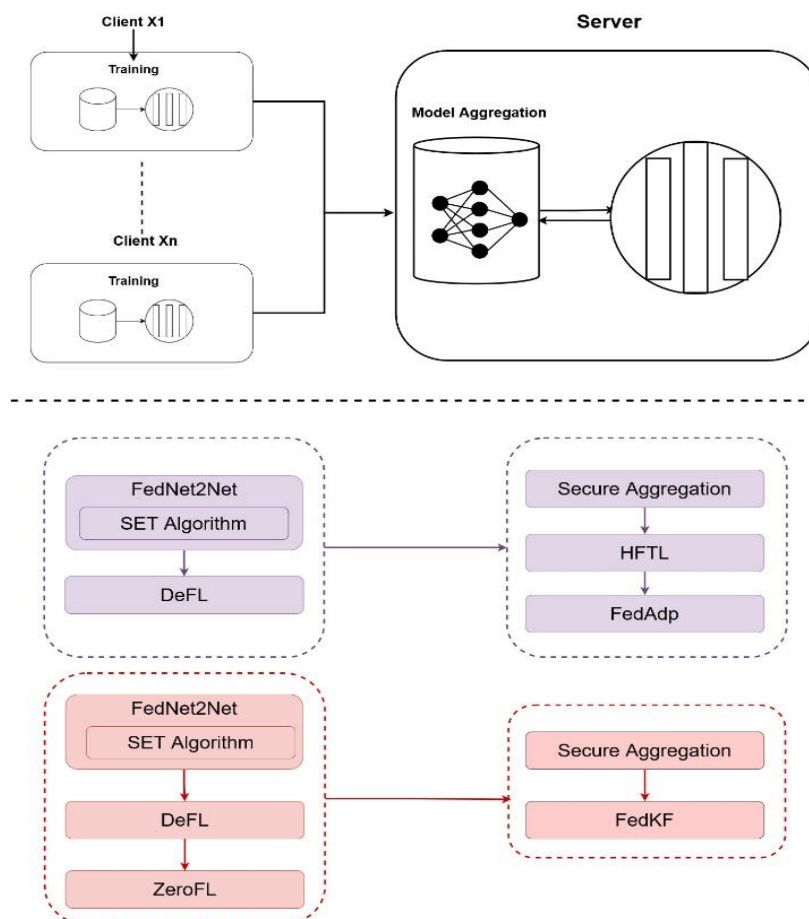 Client X1
Server
Training
Model Aggregation
Client Xn
Training
FedNet2Net
SET Algorithm
DeFL
Secure Aggregation
HFTL
FedAdp
FedNet2Net
SET Algorithm
DeFL
ZeroFL
Secure Aggregation
FedKF